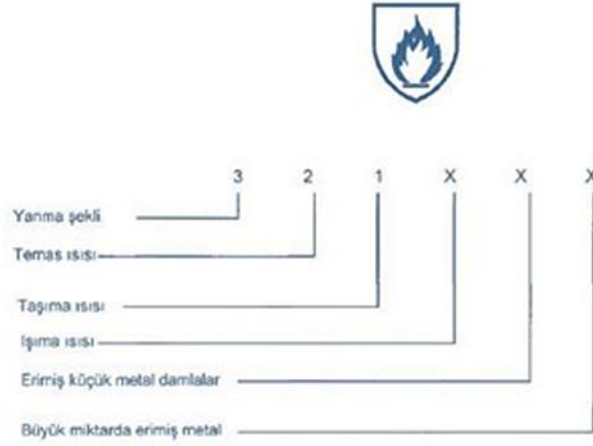 3 2 1 X X X
Yanma şekli
Temas ısısı
Taşıma ısısı
Işıma ısısı
Erimiş küçük metal damlalar
Büyük miktarda erimiş metal